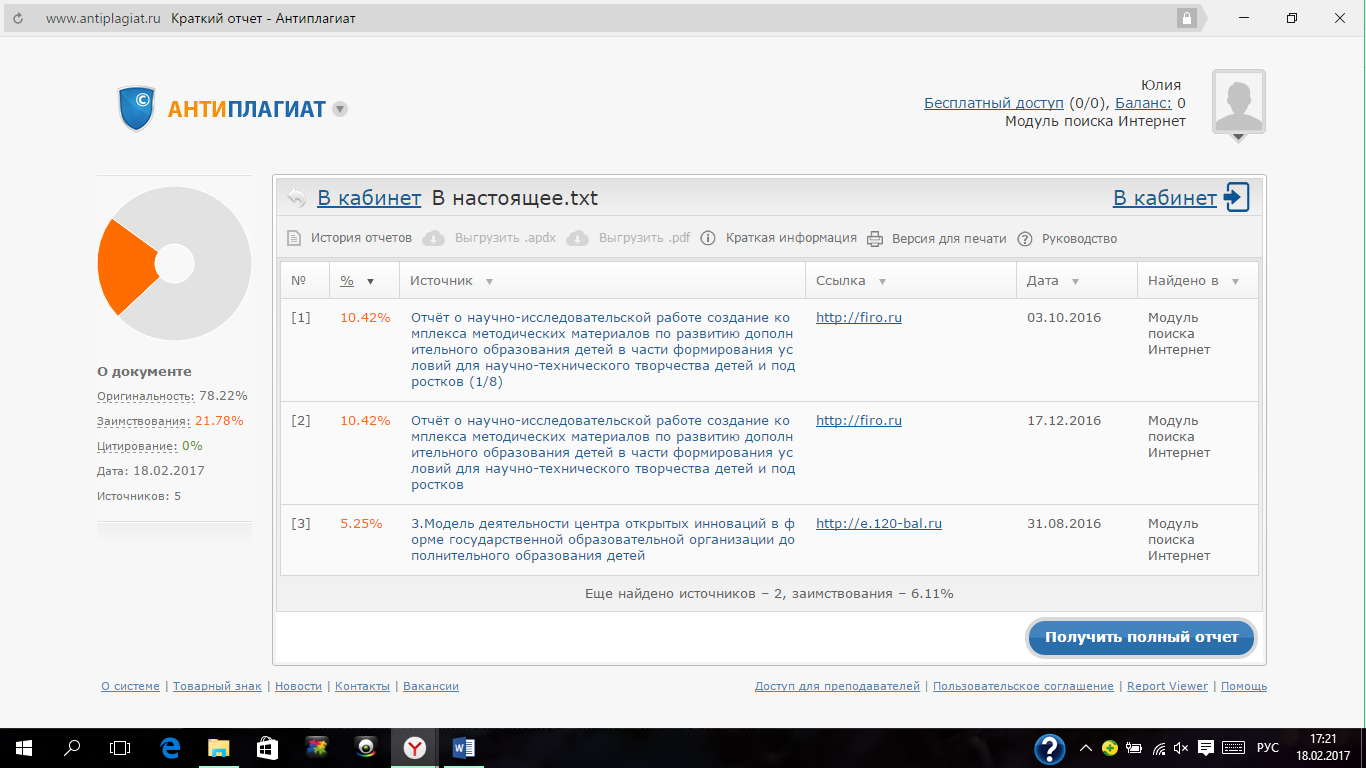 www.antiplagiat.ru Краткий отчет - Антиплагиат
©
АНТИПЛАГИАТ
Юлия
Бесплатный доступ (0/0), Баланс: 0
Модуль поиска Интернет
О документе
Оригинальность: 78.22%
Заимствования: 21.78%
Цитирование: 0%
Дата: 18.02.2017
Источников: 5
В кабинет В настоящее.txt В кабинет
История отчетов Выгрузить .apdx Выгрузить .pdf Краткая информация Версия для печати Руководство
№ % Источник Ссылка Дата Найдено в
[1] 10.42% Отчёт о научно-исследовательской работе создание ко http://firo.ru 03.10.2016 Модуль
мплекса методических материалов по развитию дополн поиска
ительного образования детей в части формирования ус Интернет
ловий для научно-технического творчества детей и под
ростков (1/8)
[2] 10.42% Отчёт о научно-исследовательской работе создание ко http://firo.ru 17.12.2016 Модуль
мплекса методических материалов по развитию дополн поиска
ительного образования детей в части формирования ус Интернет
ловий для научно-технического творчества детей и под
ростков
[3] 5.25% 3.Модель деятельности центра открытых инноваций в ф http://e.120-bal.ru 31.08.2016 Модуль
орме государственной образовательной организации до поиска
полнительного образования детей Интернет
Еще найдено источников – 2, заимствования – 6.11%
Получить полный отчет
О системе | Товарный знак | Новости | Контакты | Вакансии
Доступ для преподавателей | Пользовательское соглашение | Report Viewer | Помощь
РУС
17:21
18.02.2017